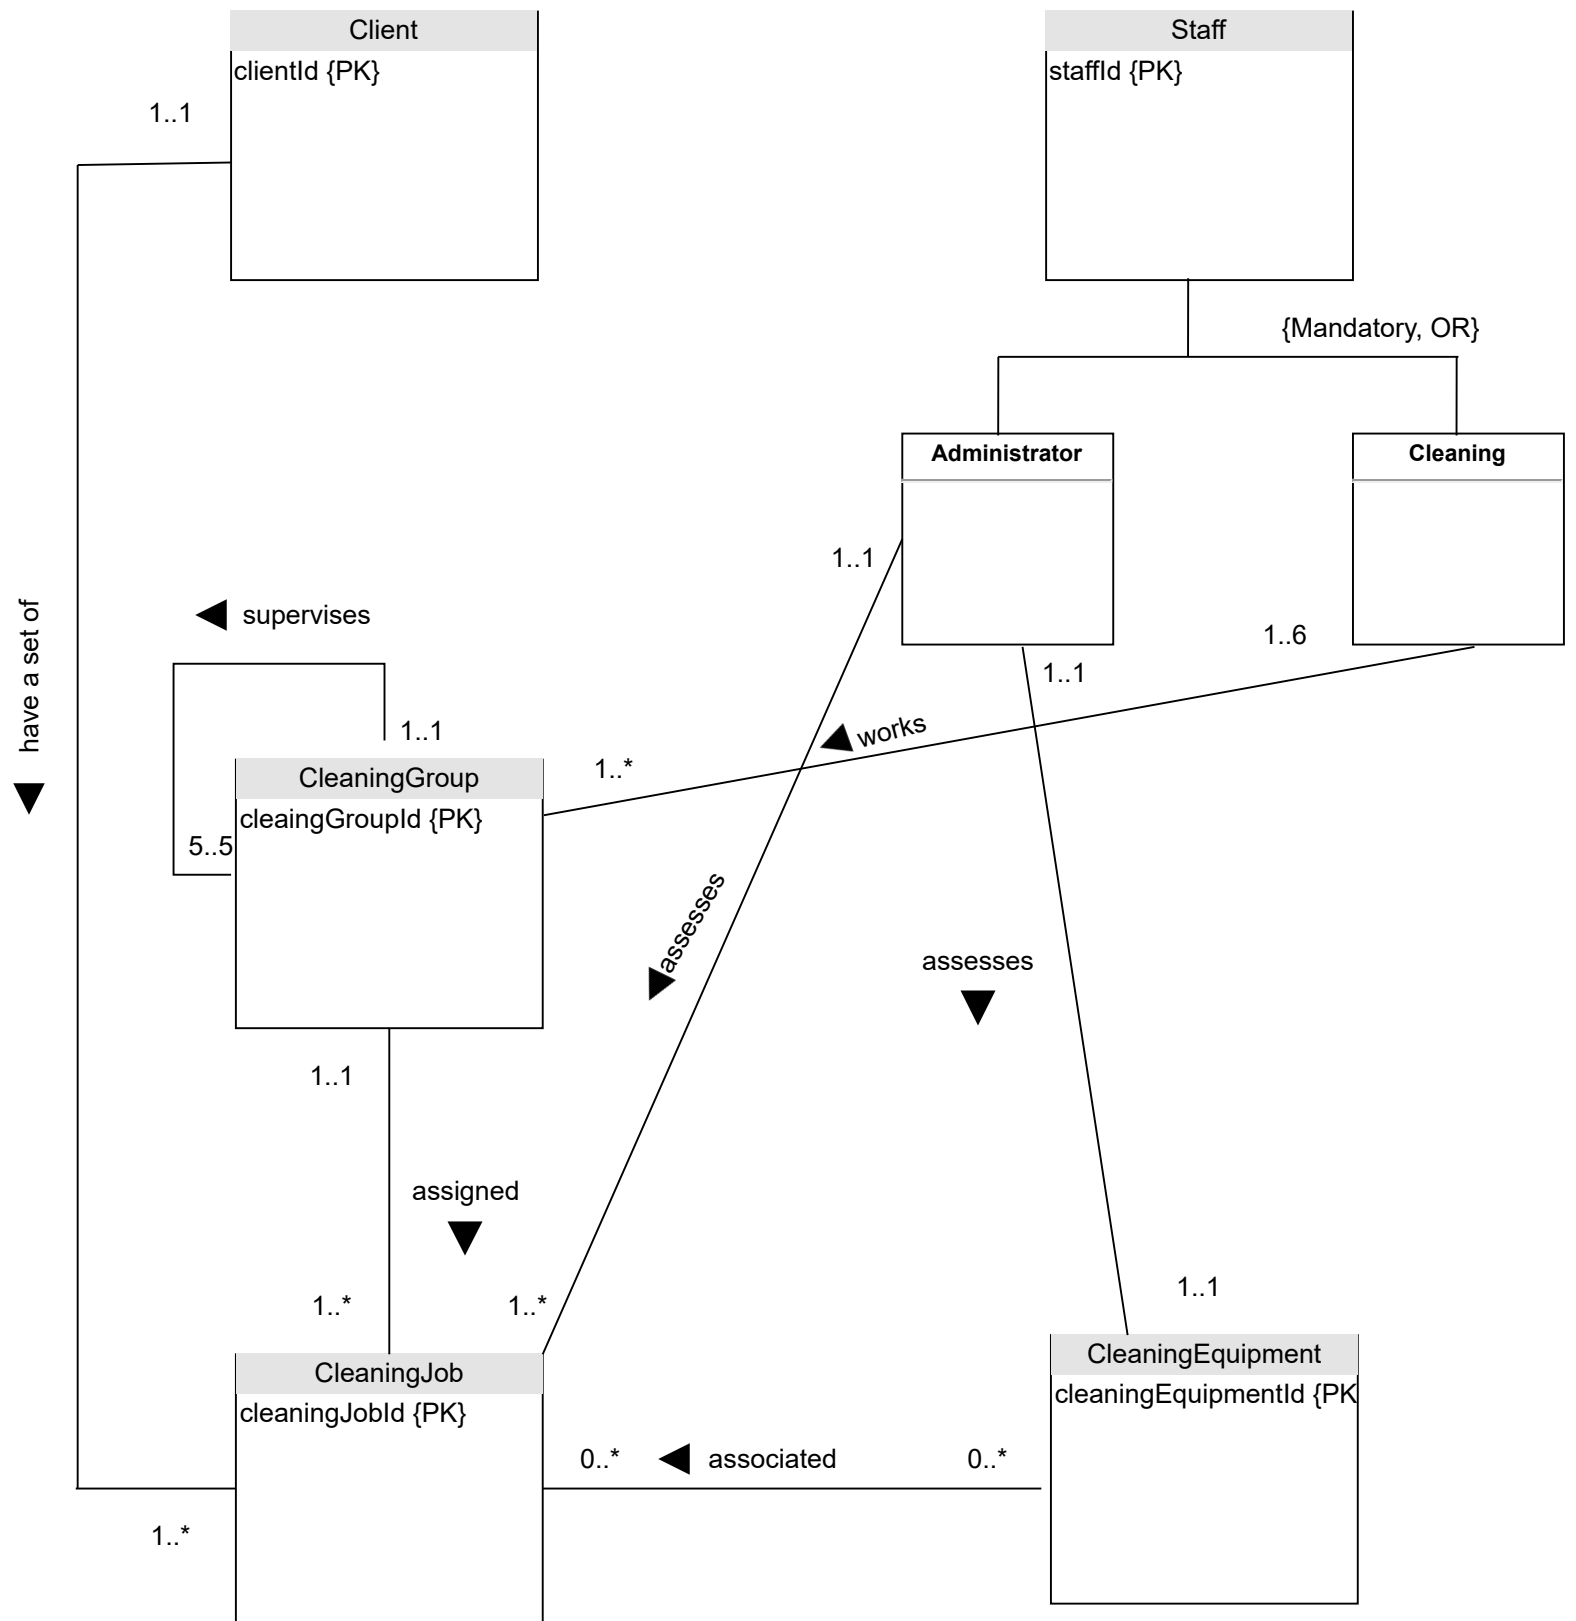 Client
clientId {PK}
Staff
staffId {PK}
1..1
{Mandatory, OR}
Administrator
Cleaning
1..1
have a set of
supervises
1..6
1..1
works
1..1
1..*
CleaningGroup
cleaingGroupId {PK}
5..5
assesses
assesses
1..1
assigned
1..*
1..*
1..1
CleaningJob
cleaningJobId {PK}
CleaningEquipment
cleaningEquipmentId {PK
0..*
associated
0..*
1..*